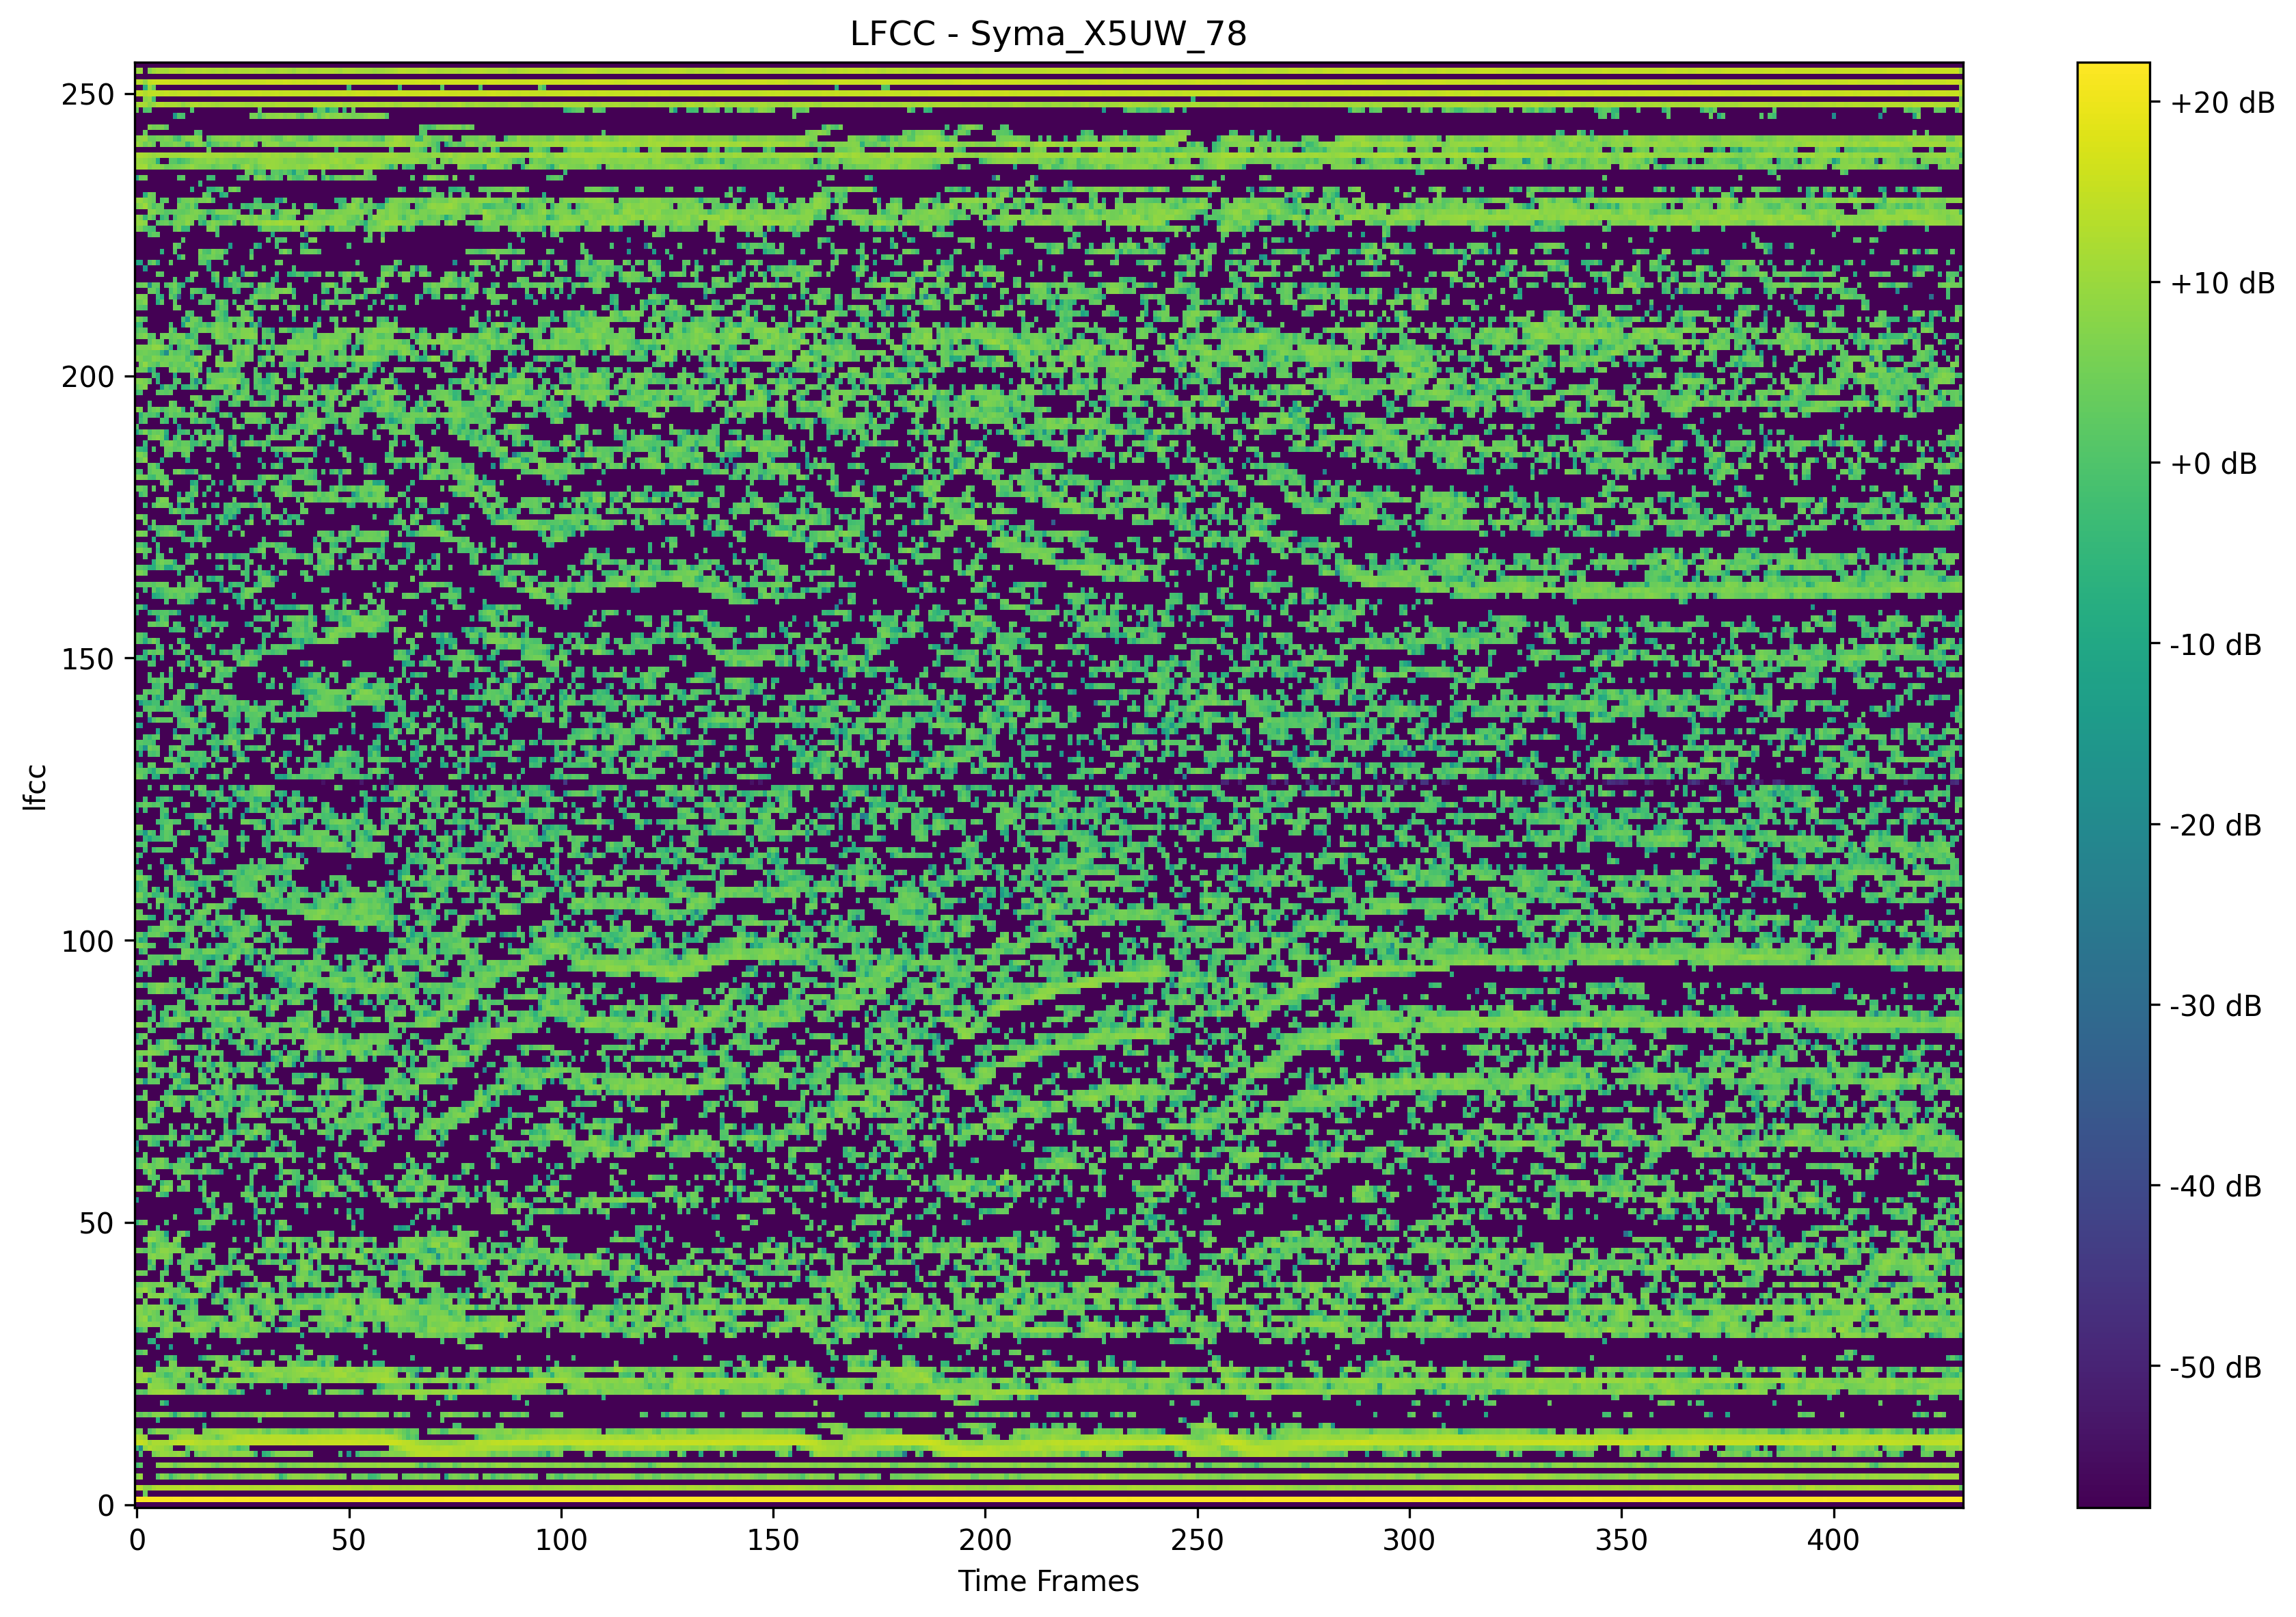 LFCC - Syma_X5UW_78
250
200
150
100
50
0
lfcc
0 50 100 150 200 250 300 350 400
Time Frames
+20 dB
+10 dB
+0 dB
-10 dB
-20 dB
-30 dB
-40 dB
-50 dB